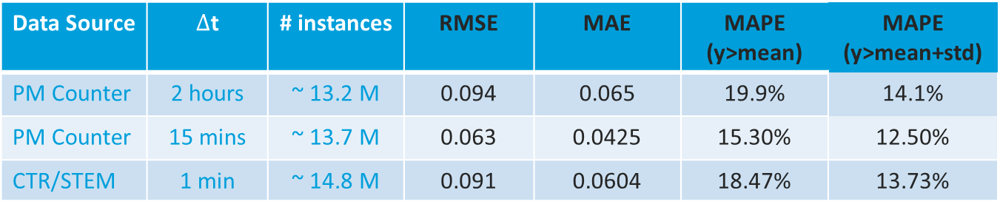 Data Source Δt # instances RMSE MAE MAPE (y>mean) MAPE (y>mean+std)
PM Counter 2 hours ~ 13.2 M 0.094 0.065 19.9% 14.1%
PM Counter 15 mins ~ 13.7 M 0.063 0.0425 15.30% 12.50%
CTR/STEM 1 min ~ 14.8 M 0.091 0.0604 18.47% 13.73%